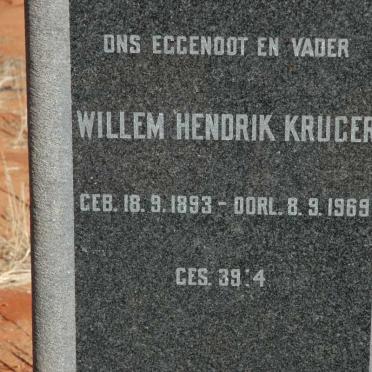 ONS EGGENOOT EN VADER
WILLEM HENDRIK KRUGER
GEB. 18.9.1893 - OORL. 8.9.1969
GES. 39:4